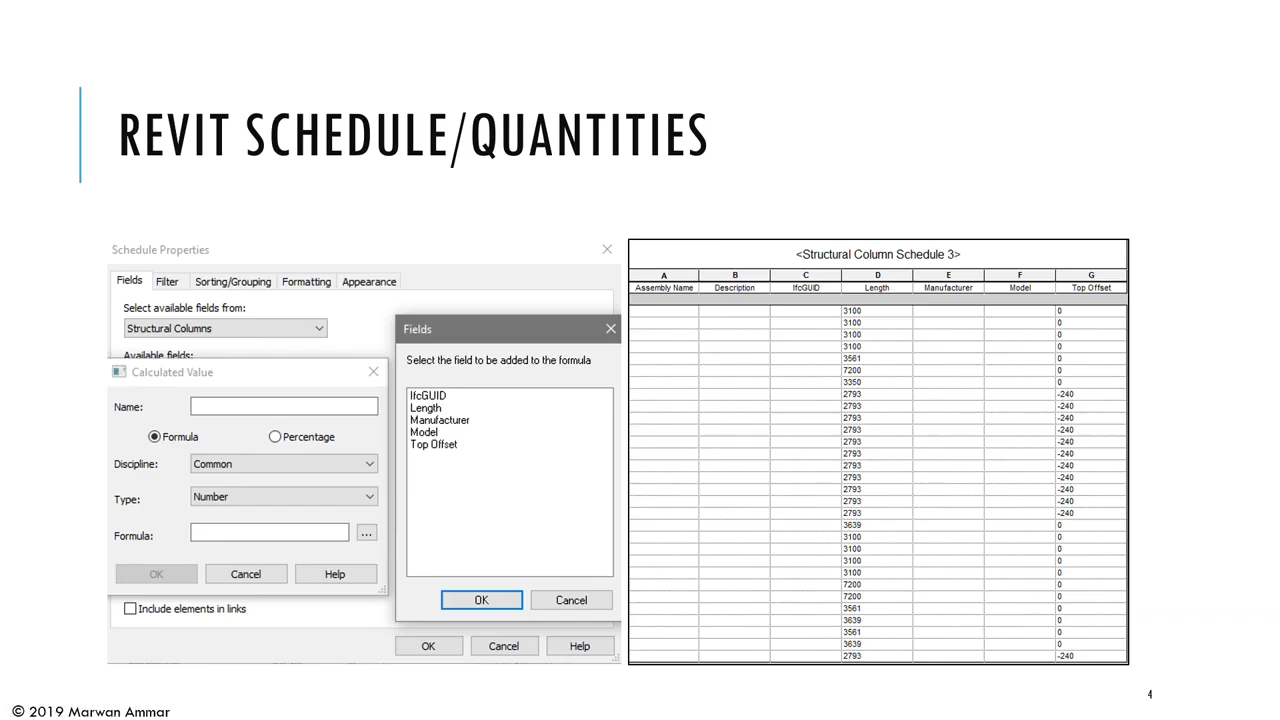 REVIT SCHEDULE/QUANTITIES
Schedule Properties
Fields Filter Sorting/Grouping Formatting Appearance
Select available fields from:
Structural Columns
Available fields:
Calculated Value
Name:
Formula Percentage
Discipline: Common
Type: Number
Formula: ...
OK Cancel Help
Include elements in links
OK Cancel Help
Fields
Select the field to be added to the formula
IfcGUID
Length
Manufacturer
Model
Top Offset
OK Cancel
<Structural Column Schedule 3>
A B C D E F G
Assembly Name Description IfcGUID Length Manufacturer Model Top Offset
3100 0
3100 0
3100 0
3100 0
3561 0
7200 0
3350 0
2793 -240
2793 -240
2793 -240
2793 -240
2793 -240
2793 -240
2793 -240
2793 -240
2793 -240
2793 -240
2793 -240
3639 0
3100 0
3100 0
3100 0
3100 0
7200 0
7200 0
3561 0
3639 0
3561 0
3639 0
2793 -240
4
© 2019 Marwan Ammar